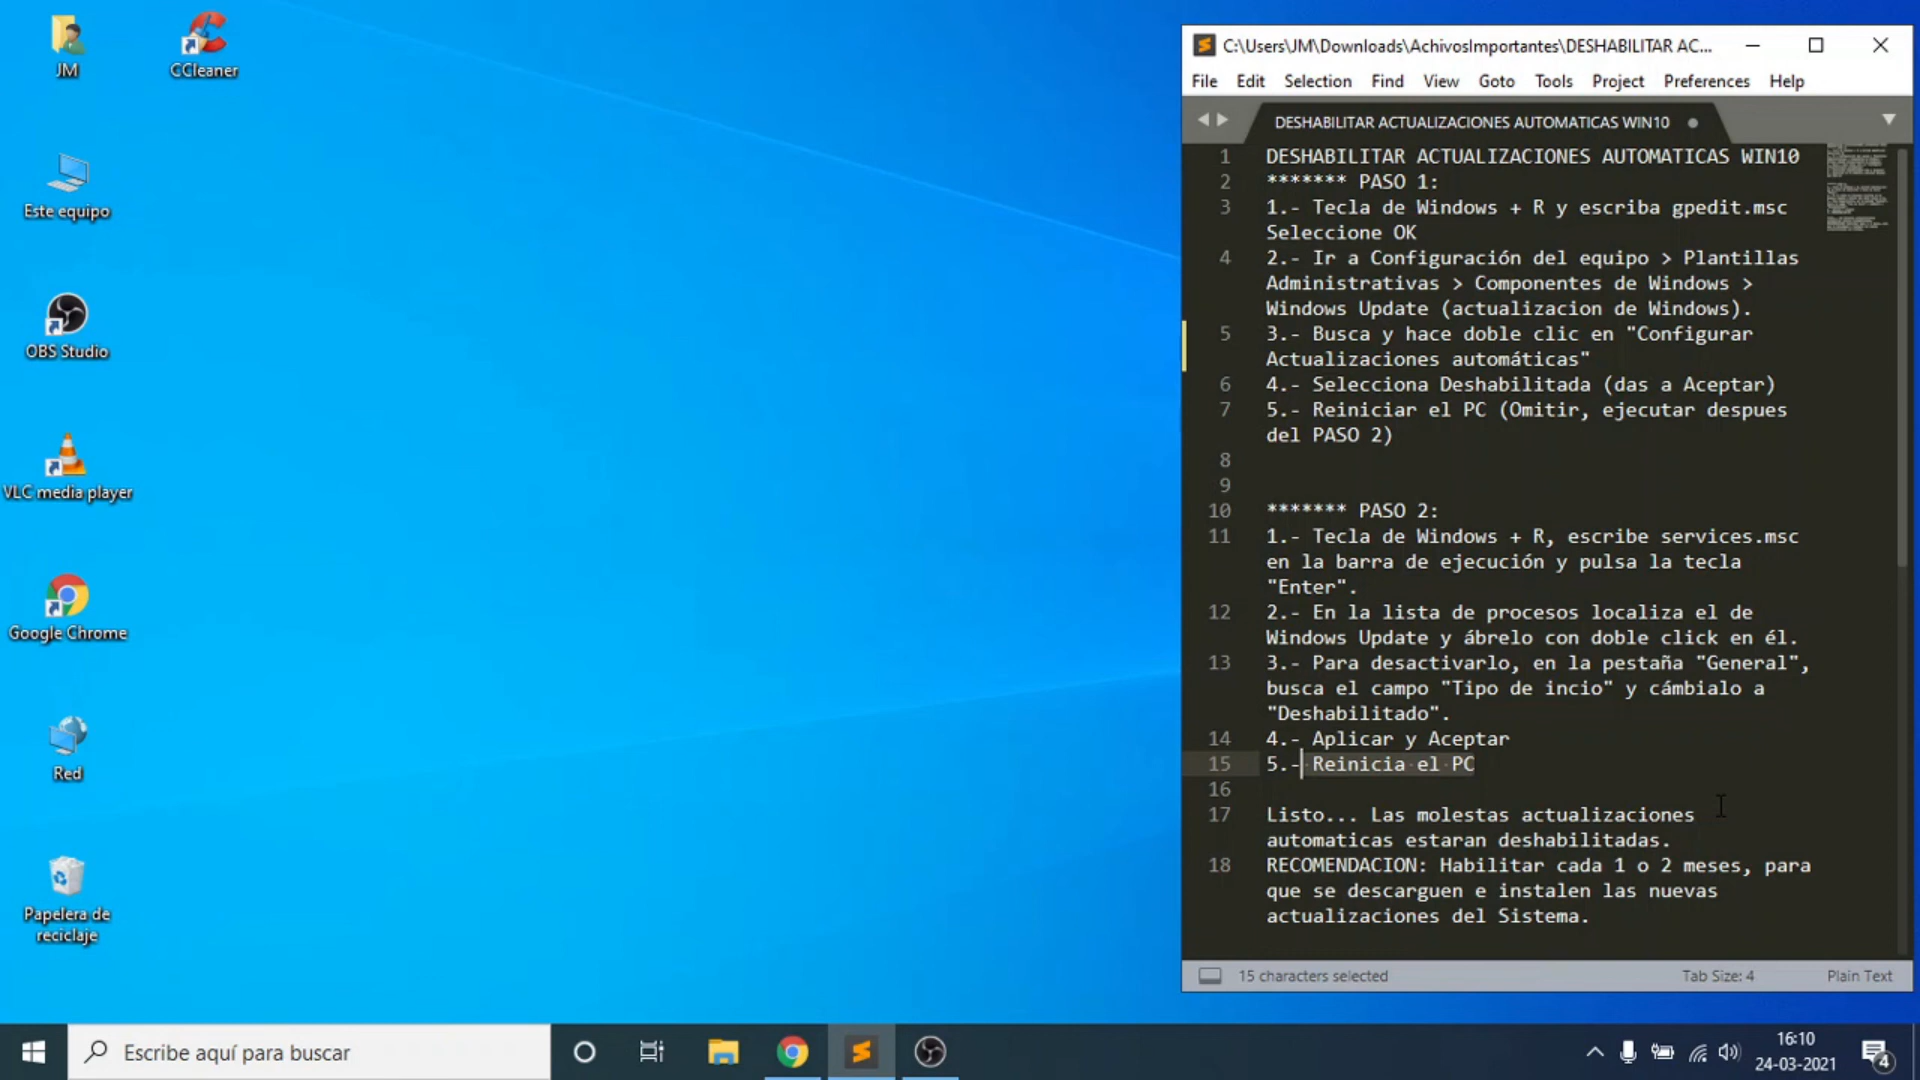 JM
CCleaner
Este equipo
OBS Studio
VLC media player
Google Chrome
Red
Papelera de
reciclaje
C:\Users\JM\Downloads\AchivosImportantes\DESHABILITAR AC...
File Edit Selection Find View Goto Tools Project Preferences Help
DESHABILITAR ACTUALIZACIONES AUTOMATICAS WIN10
1 DESHABILITAR ACTUALIZACIONES AUTOMATICAS WIN10
2 ******* PASO 1:
3 1.- Tecla de Windows + R y escriba gpedit.msc
Seleccione OK
4 2.- Ir a Configuración del equipo > Plantillas
Administrativas > Componentes de Windows >
Windows Update (actualizacion de Windows).
5 3.- Busca y hace doble clic en "Configurar
Actualizaciones automáticas"
6 4.- Selecciona Deshabilitada (das a Aceptar)
7 5.- Reiniciar el PC (Omitir, ejecutar despues
del PASO 2)
8
9
10 ******* PASO 2:
11 1.- Tecla de Windows + R, escribe services.msc
en la barra de ejecución y pulsa la tecla
"Enter".
12 2.- En la lista de procesos localiza el de
Windows Update y ábrelo con doble click en él.
13 3.- Para desactivarlo, en la pestaña "General",
busca el campo "Tipo de incio" y cámbialo a
"Deshabilitado".
14 4.- Aplicar y Aceptar
15 5.- Reinicia el PC
16
17 Listo... Las molestas actualizaciones
automaticas estaran deshabilitadas.
18 RECOMENDACION: Habilitar cada 1 o 2 meses, para
que se descarguen e instalen las nuevas
actualizaciones del Sistema.
15 characters selected Tab Size: 4 Plain Text
Escribe aquí para buscar
16:10
24-03-2021
4